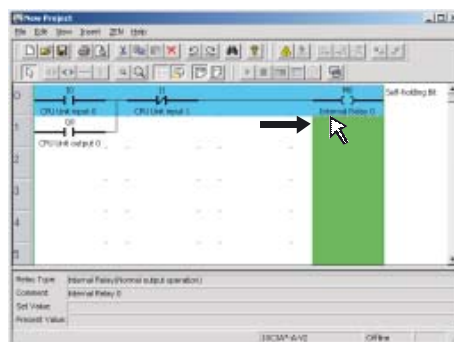 New Project
File Edit View Insert ZEN Help
0 I0 I1 M0 Self-holding Bit
CPU Unit input 0 CPU Unit input 1 Internal Relay 0
1 Q0
CPU Unit output 0
2
3
4
5
Relay Type Internal Relay(Normal output operation)
Comment Internal Relay 0
Set Value
Present Value
Offline